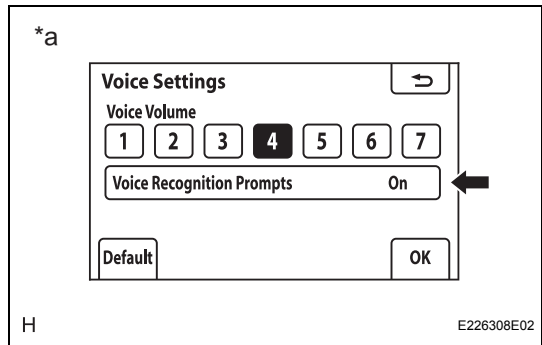 *a
Voice Settings
Voice Volume
1 2 3 4 5 6 7
Voice Recognition Prompts On
Default OK
H E226308E02